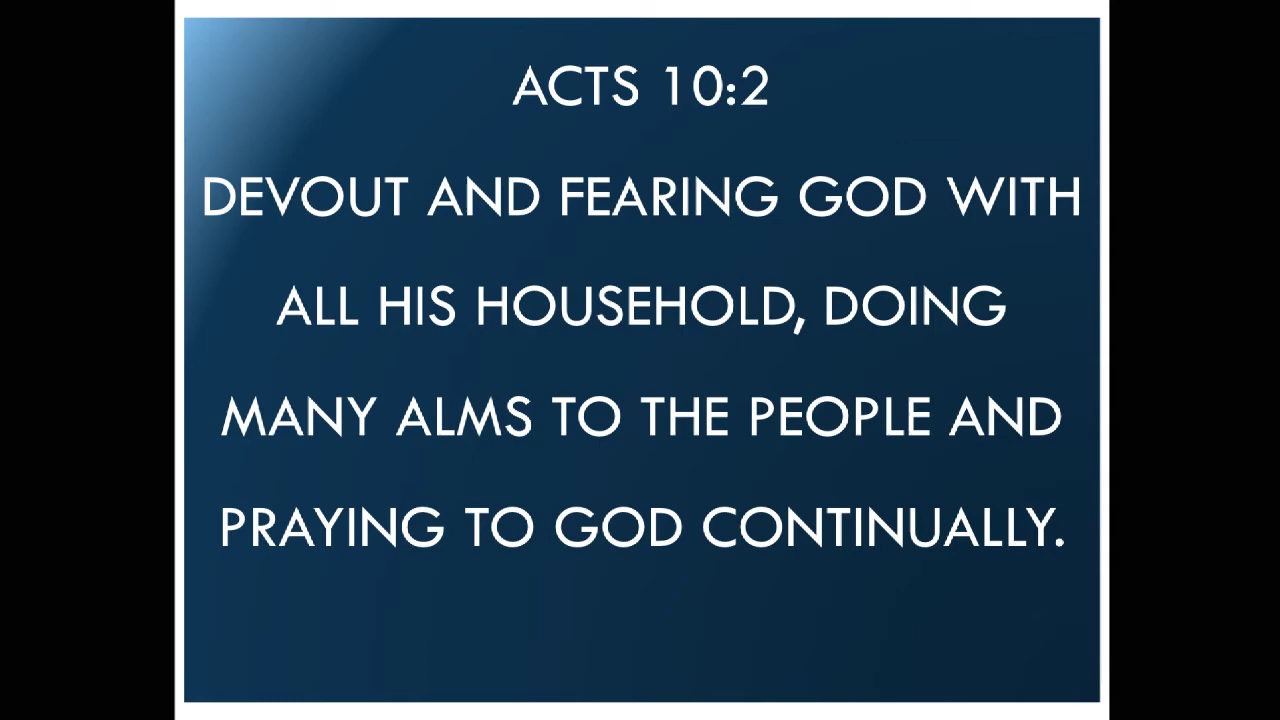 ACTS 10:2
DEVOUT AND FEARING GOD WITH
ALL HIS HOUSEHOLD, DOING
MANY ALMS TO THE PEOPLE AND
PRAYING TO GOD CONTINUALLY.